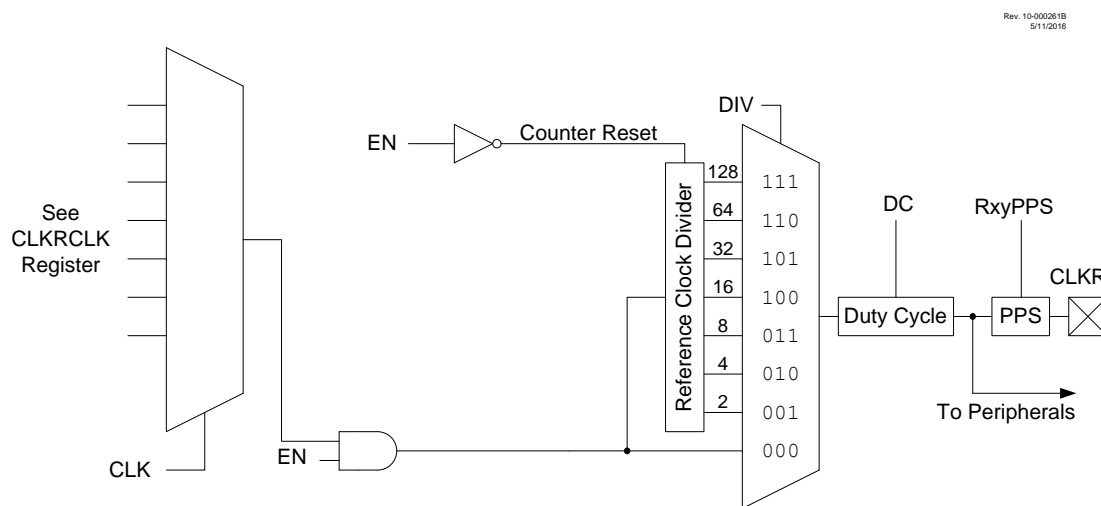 Rev. 10-000261B
5/11/2016
DIV
EN
Counter Reset
See
CLKRCLK
Register
Reference Clock Divider
128
64
32
16
8
4
2
111
110
101
100
011
010
001
000
DC
RxyPPS
CLKR
Duty Cycle
PPS
To Peripherals
EN
CLK